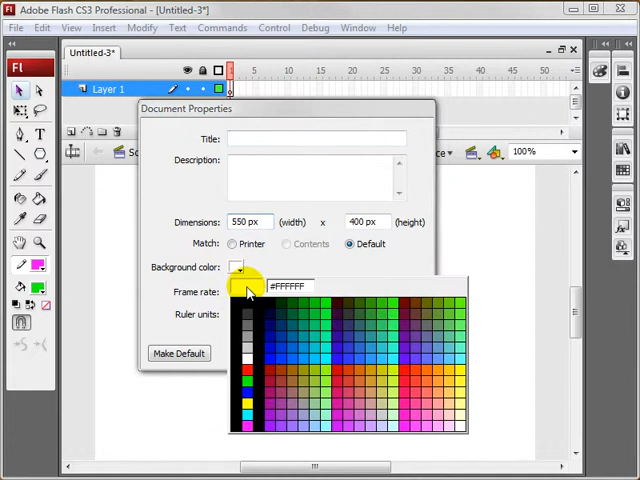 Adobe Flash CS3 Professional - [Untitled-3*]
File Edit View Insert Modify Text Commands Control Debug Window Help
Fl
Untitled-3*
1 5 10 15 20 25 30 35 40 45 50
Layer 1
Document Properties
Title:
Description:
100%
Dimensions: 550 px (width) x 400 px (height)
Match: Printer Contents Default
Background color:
#FFFFFF
Frame rate:
Ruler units:
Make Default